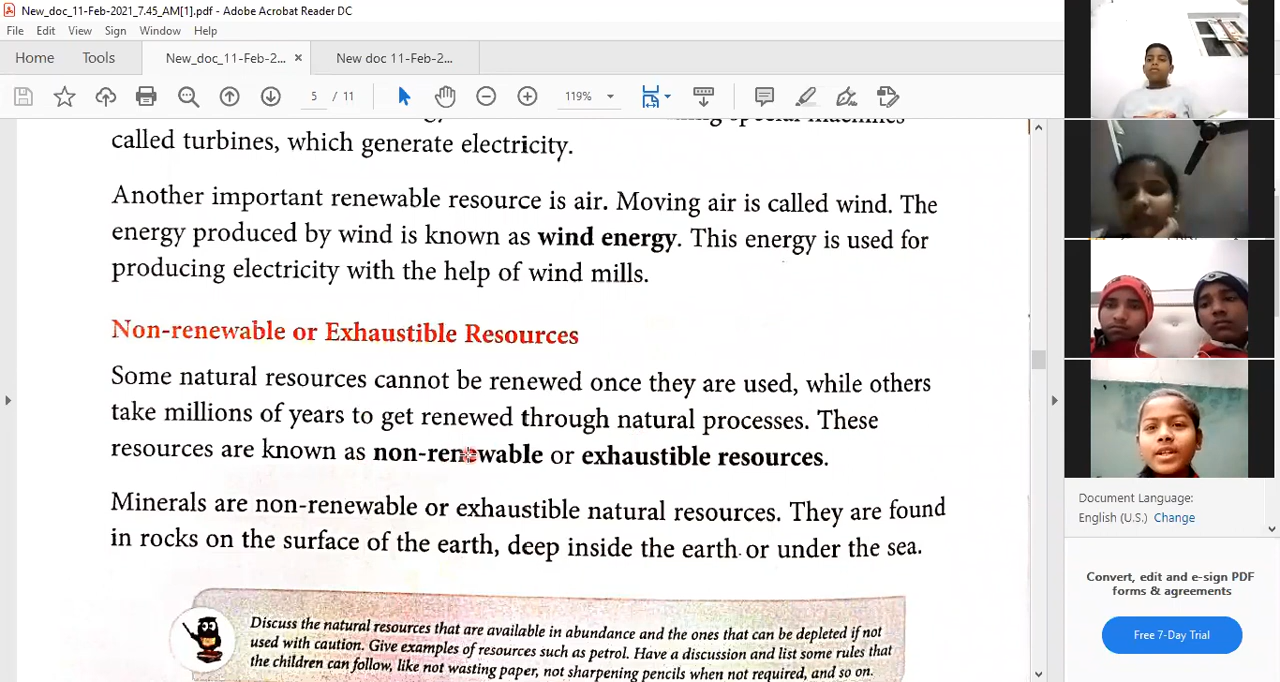 New_doc_11-Feb-2021_7.45_AM[1].pdf - Adobe Acrobat Reader DC
File Edit View Sign Window Help
Home Tools New_doc_11-Feb-2... × New doc 11-Feb-2...
5 / 11 119%
special machines
called turbines, which generate electricity.
Another important renewable resource is air. Moving air is called wind. The
energy produced by wind is known as wind energy. This energy is used for
producing electricity with the help of wind mills.
Non-renewable or Exhaustible Resources
Some natural resources cannot be renewed once they are used, while others
take millions of years to get renewed through natural processes. These
resources are known as non-renewable or exhaustible resources.
Minerals are non-renewable or exhaustible natural resources. They are found
in rocks on the surface of the earth, deep inside the earth or under the sea.
Discuss the natural resources that are available in abundance and the ones that can be depleted if not
used with caution. Give examples of resources such as petrol. Have a discussion and list some rules that
the children can follow, like not wasting paper, not sharpening pencils when not required, and so on.
Document Language:
English (U.S.) Change
Convert, edit and e-sign PDF
forms & agreements
Free 7-Day Trial